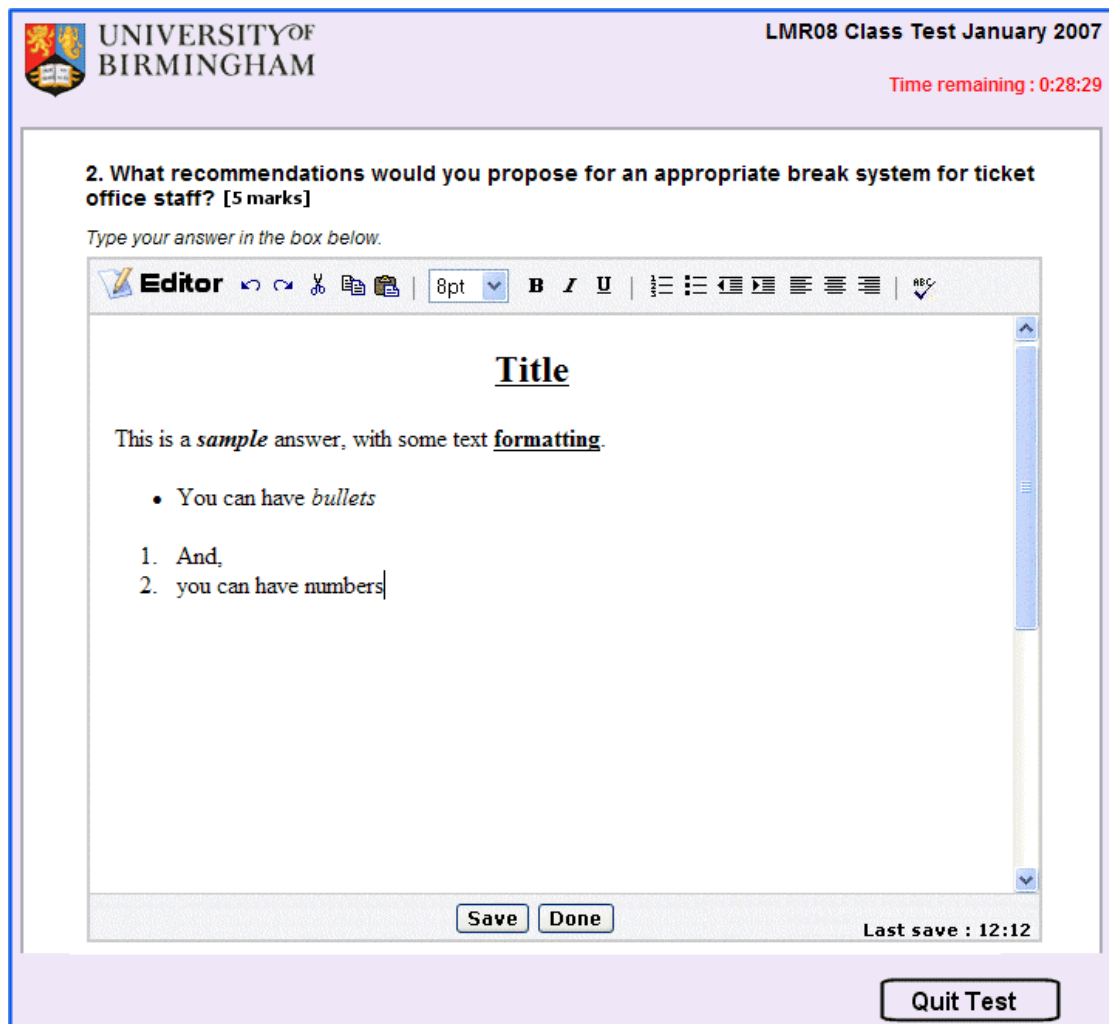 UNIVERSITY OF
BIRMINGHAM
LMR08 Class Test January 2007
Time remaining : 0:28:29
2. What recommendations would you propose for an appropriate break system for ticket
office staff? [5 marks]
Type your answer in the box below.
Editor 8pt B I U ABC
Title
This is a sample answer, with some text formatting.
• You can have bullets
1. And,
2. you can have numbers
Save Done
Last save : 12:12
Quit Test